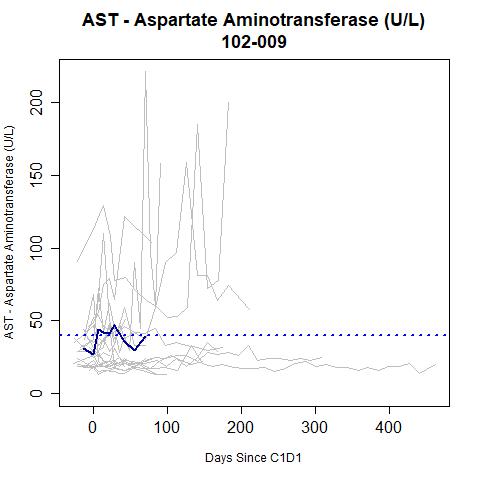 AST - Aspartate Aminotransferase (U/L)
102-009
AST - Aspartate Aminotransferase (U/L)
200
150
100
50
0
0 100 200 300 400
Days Since C1D1